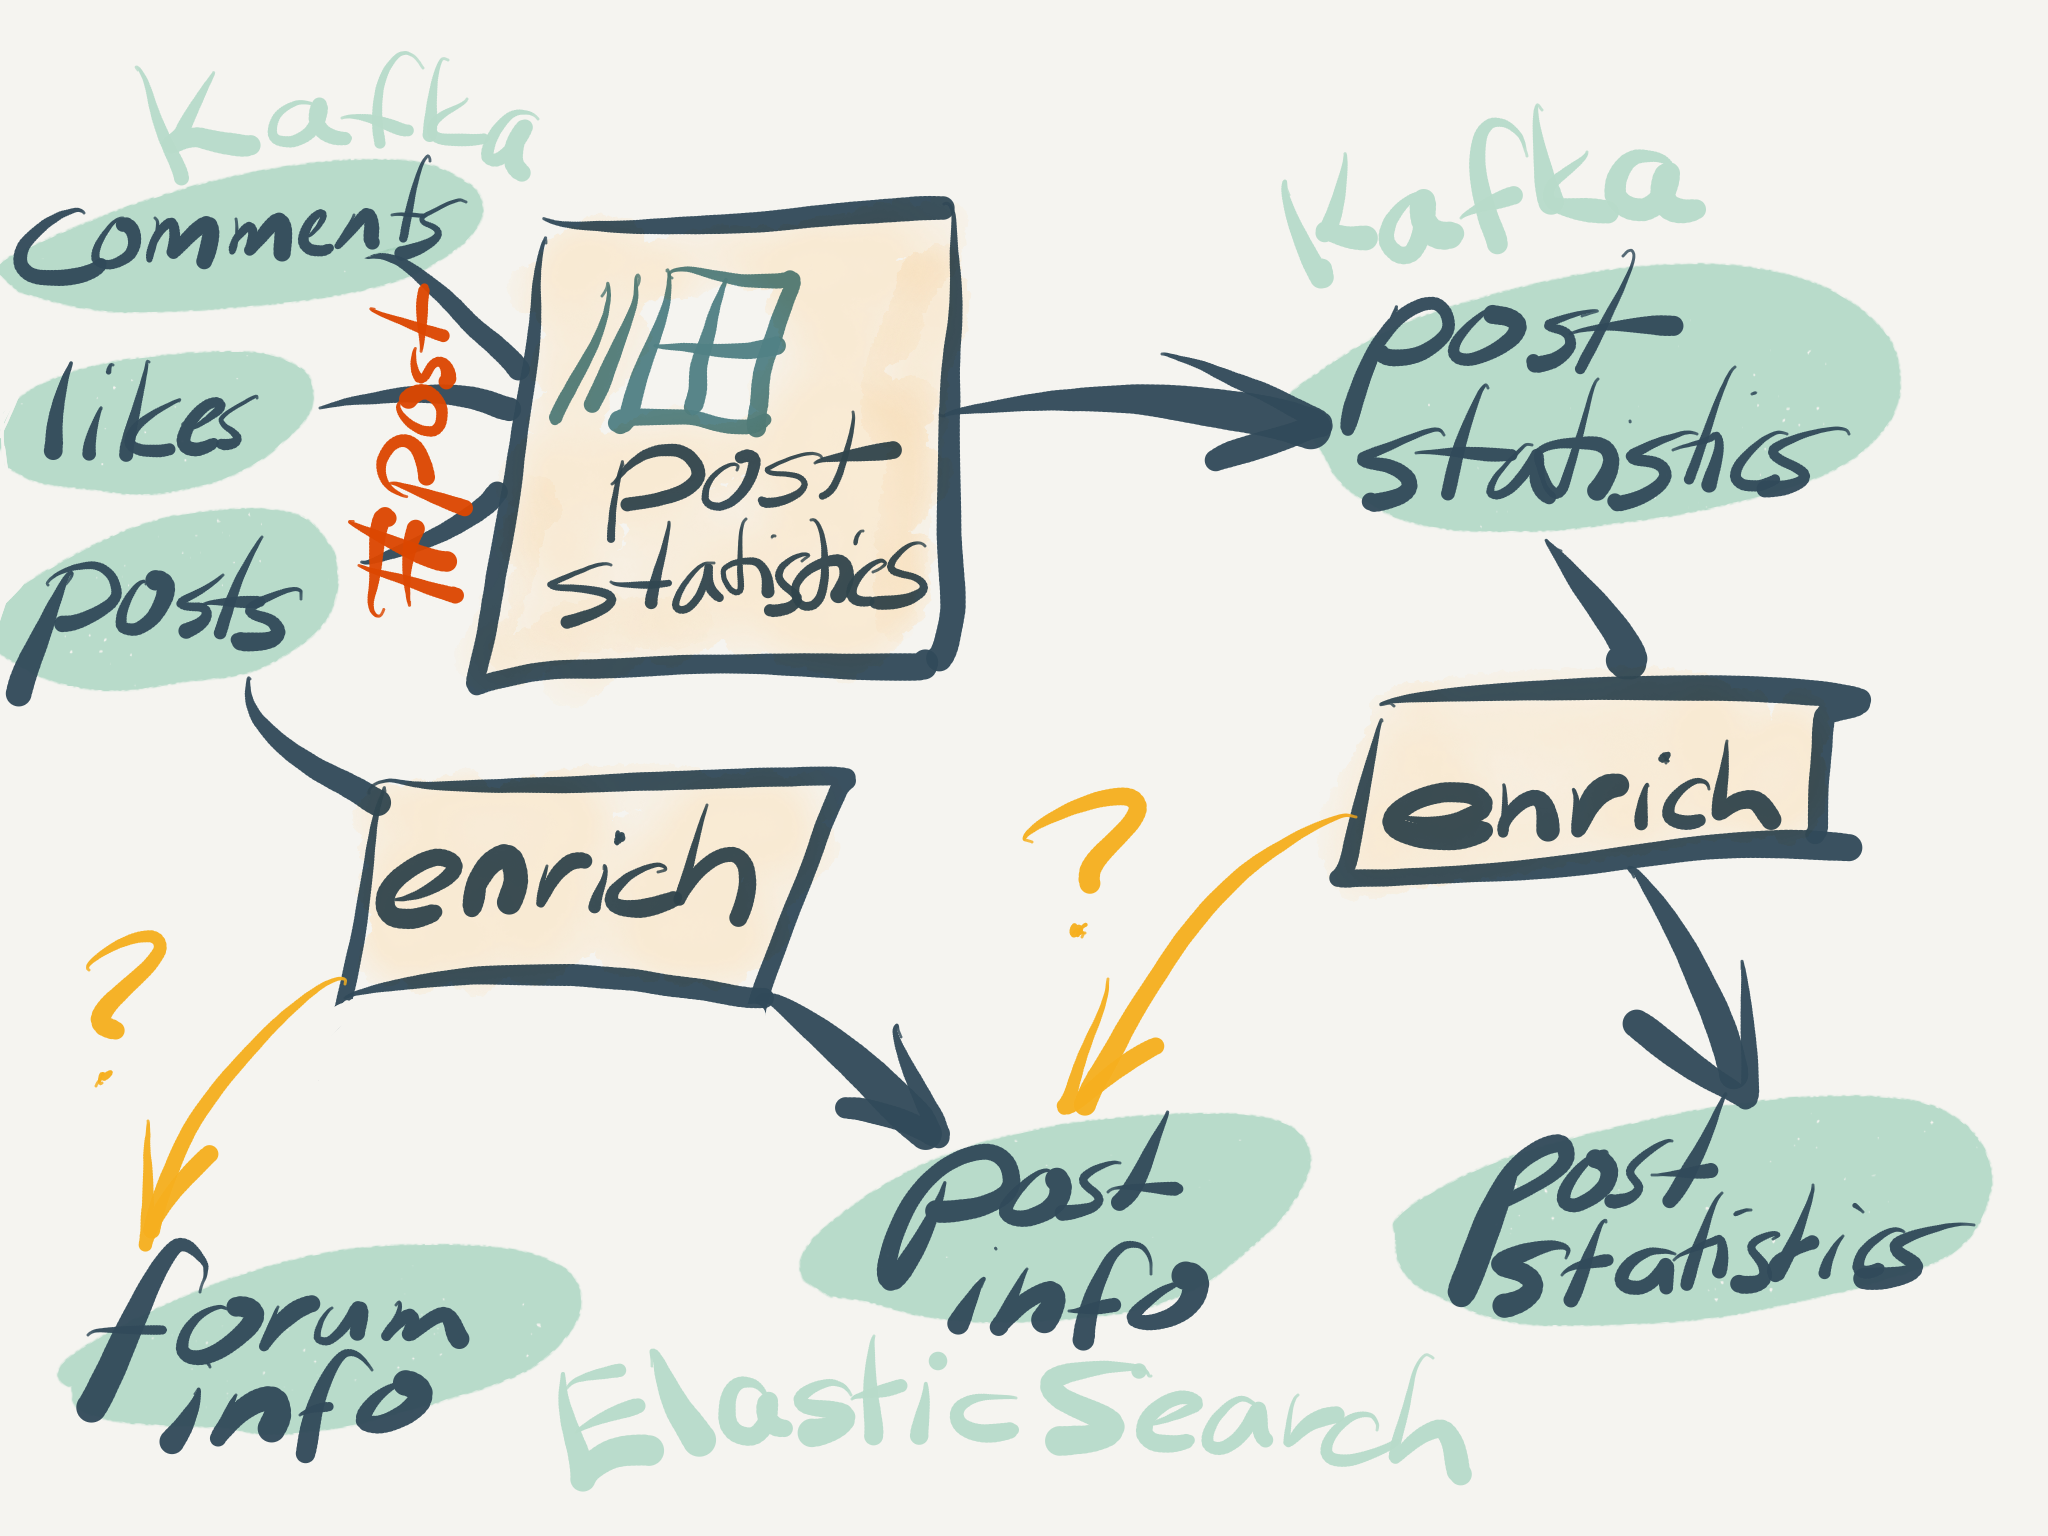 Kafka
comments
likes
posts
#post
post
statistics
Kafka
post
statistics
enrich
?
enrich
?
forum
info
post
info
post
statistics
ElasticSearch